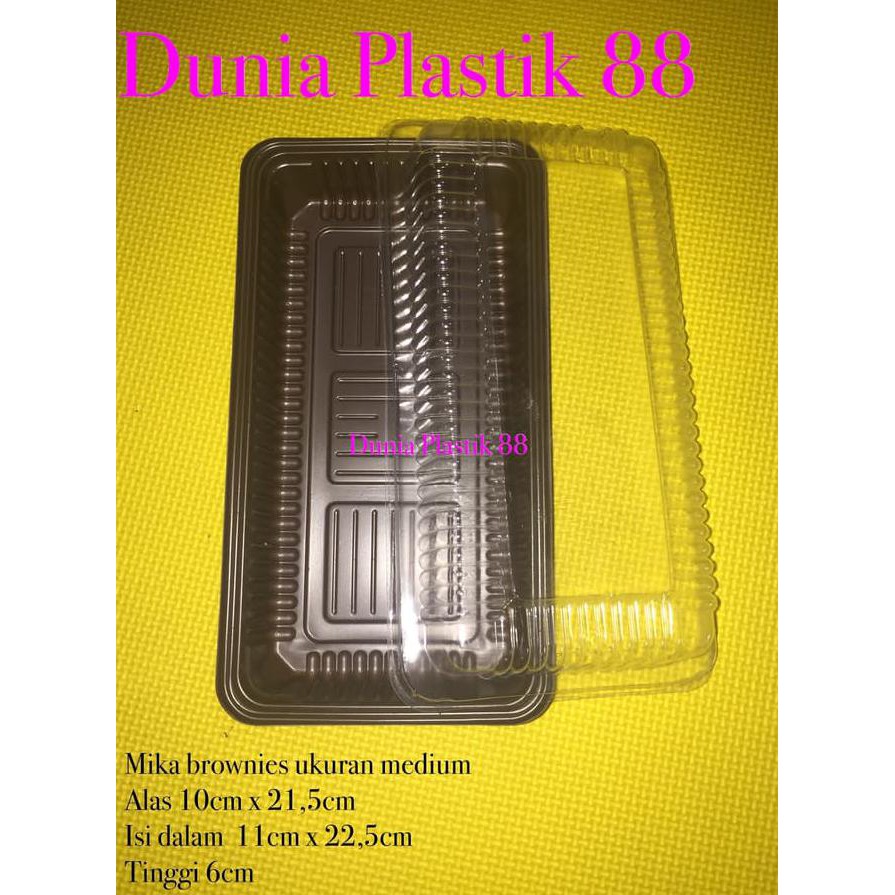 Dunia Plastik 88
Dunia Plastik 88
Mika brownies ukuran medium
Alas 10cm x 21,5cm
Isi dalam 11cm x 22,5cm
Tinggi 6cm